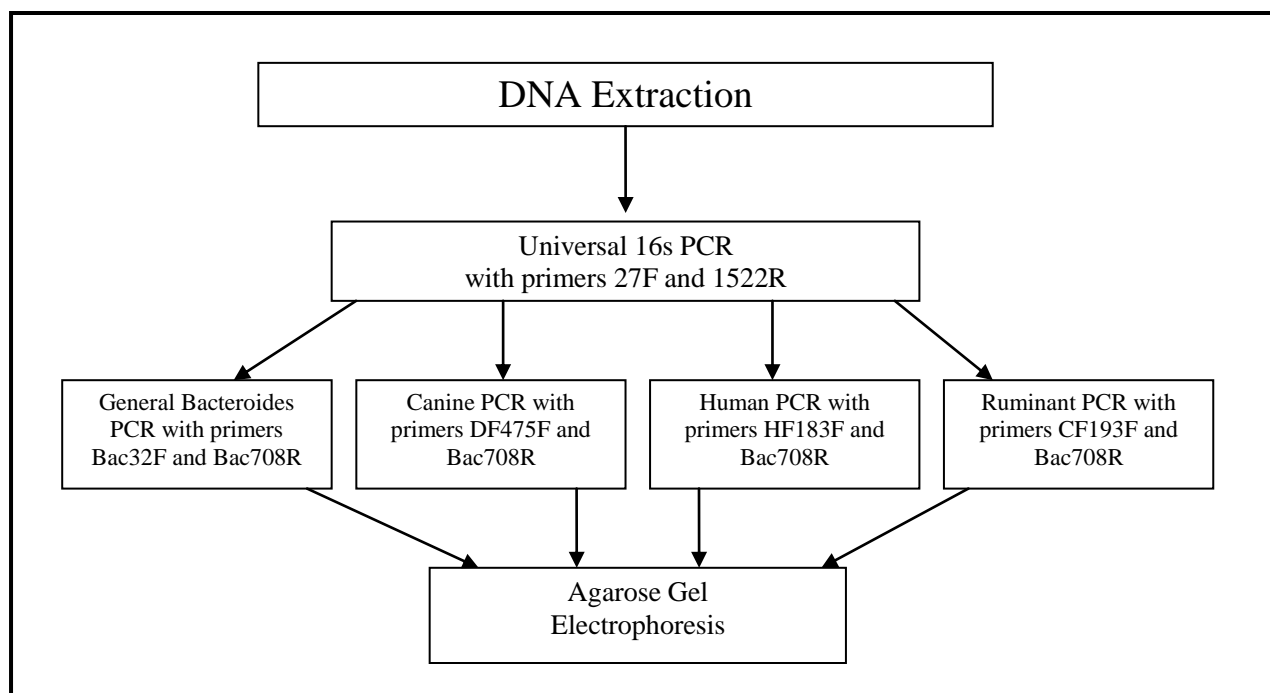 DNA Extraction
Universal 16s PCR
with primers 27F and 1522R
General Bacteroides
PCR with primers
Bac32F and Bac708R
Canine PCR with
primers DF475F and
Bac708R
Human PCR with
primers HF183F and
Bac708R
Ruminant PCR with
primers CF193F and
Bac708R
Agarose Gel
Electrophoresis